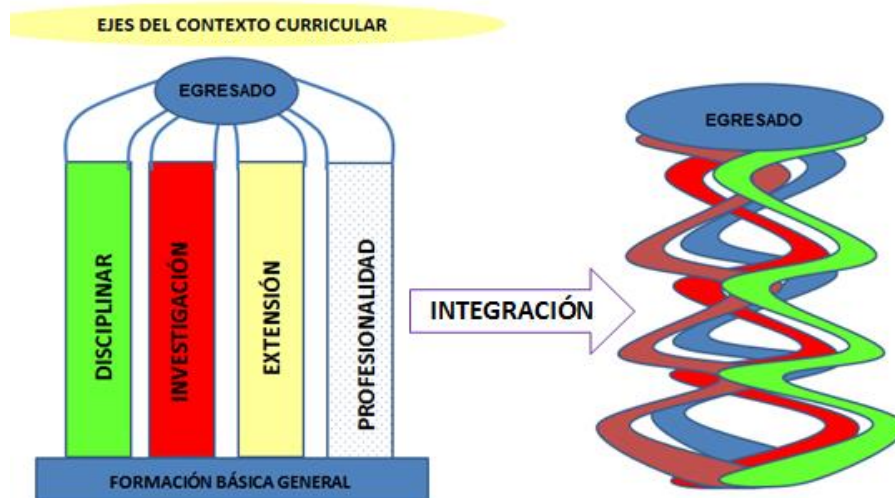 EJES DEL CONTEXTO CURRICULAR
EGRESADO
DISCIPLINAR
INVESTIGACIÓN
EXTENSIÓN
PROFESIONALIDAD
FORMACIÓN BÁSICA GENERAL
INTEGRACIÓN
EGRESADO